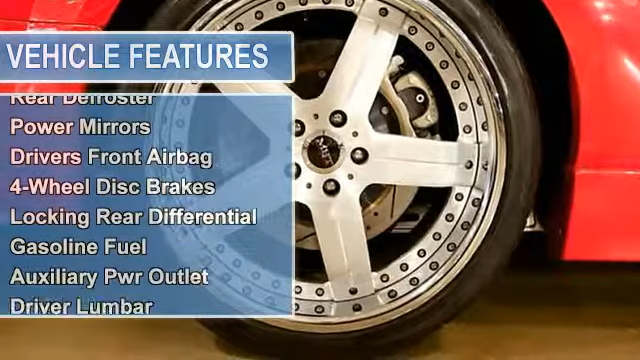 VEHICLE FEATURES
Rear Defroster
Power Mirrors
Drivers Front Airbag
4-Wheel Disc Brakes
Locking Rear Differential
Gasoline Fuel
Auxiliary Pwr Outlet
Driver Lumbar